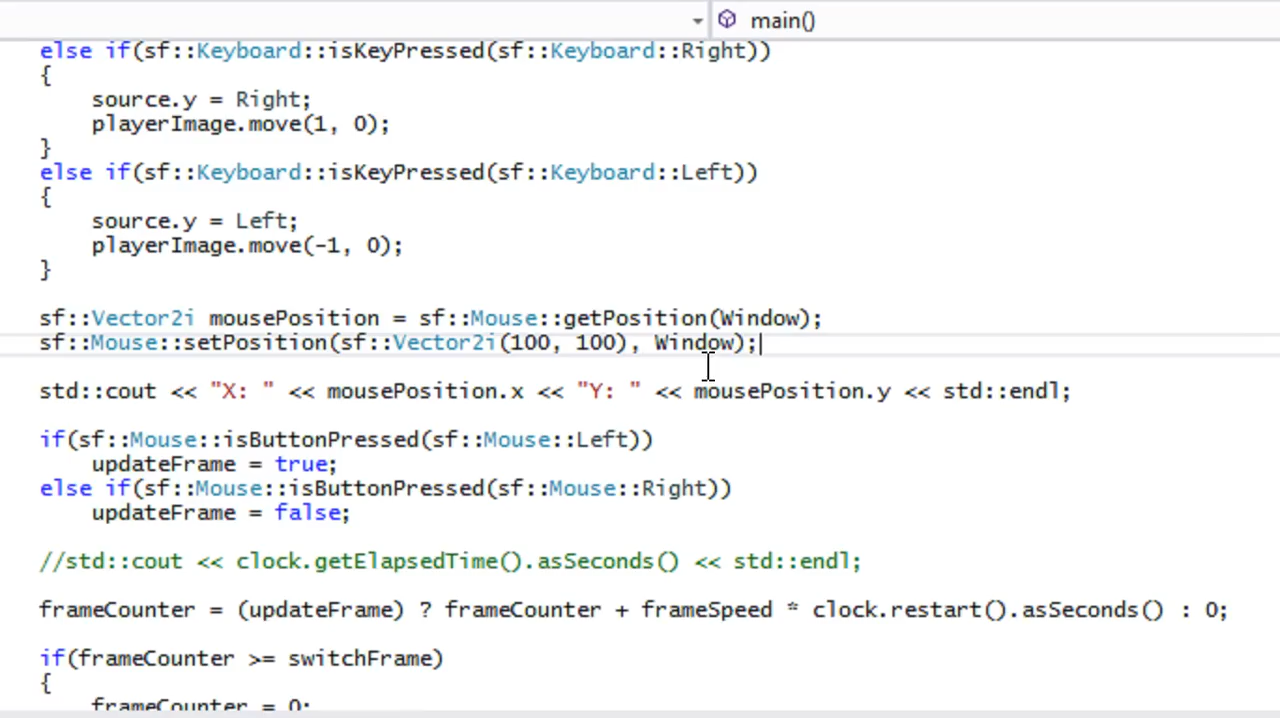 main()
else if(sf::Keyboard::isKeyPressed(sf::Keyboard::Right))
{
    source.y = Right;
    playerImage.move(1, 0);
}
else if(sf::Keyboard::isKeyPressed(sf::Keyboard::Left))
{
    source.y = Left;
    playerImage.move(-1, 0);
}
sf::Vector2i mousePosition = sf::Mouse::getPosition(Window);
sf::Mouse::setPosition(sf::Vector2i(100, 100), Window);
std::cout << "X: " << mousePosition.x << "Y: " << mousePosition.y << std::endl;
if(sf::Mouse::isButtonPressed(sf::Mouse::Left))
    updateFrame = true;
else if(sf::Mouse::isButtonPressed(sf::Mouse::Right))
    updateFrame = false;
//std::cout << clock.getElapsedTime().asSeconds() << std::endl;
frameCounter = (updateFrame) ? frameCounter + frameSpeed * clock.restart().asSeconds() : 0;
if(frameCounter >= switchFrame)
{
    frameCounter = 0;